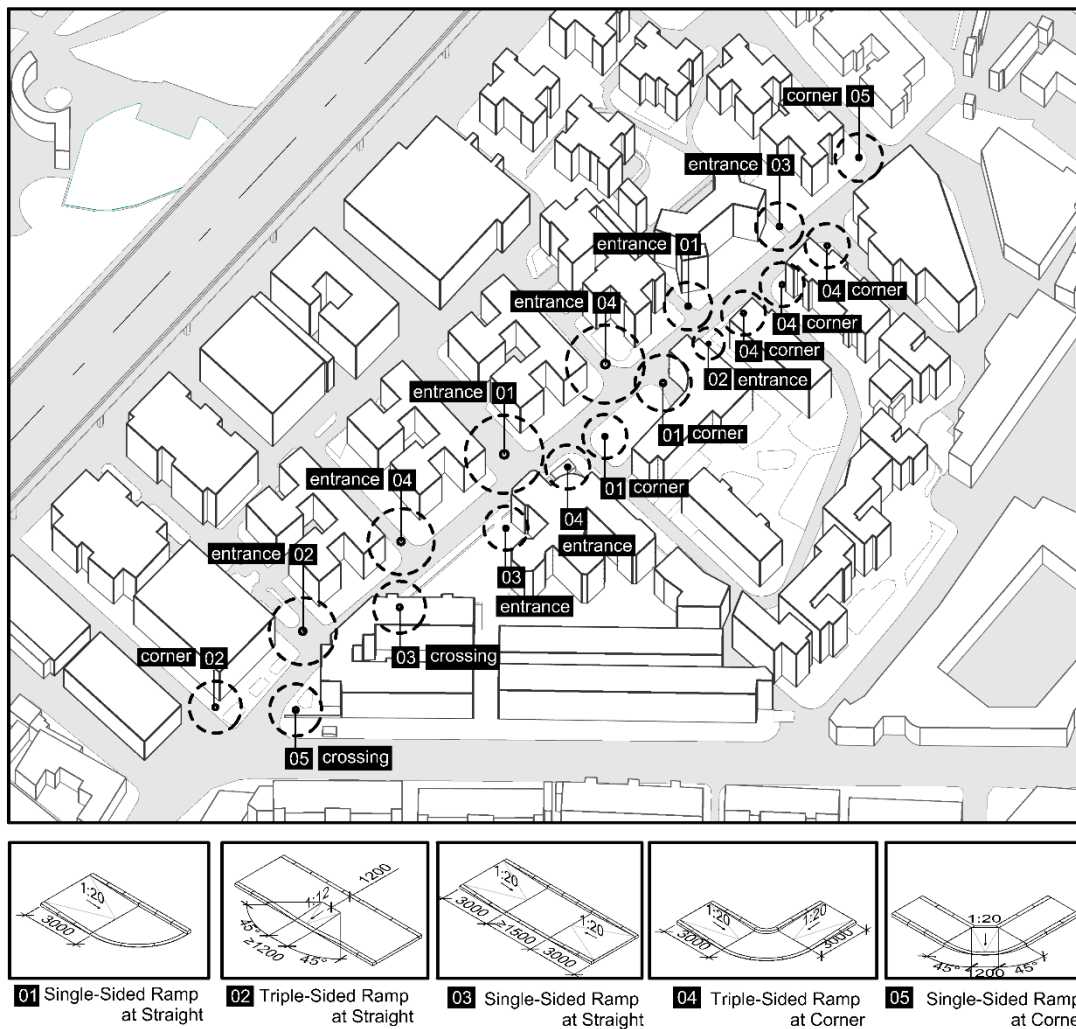 corner 05
entrance 03
entrance 01
entrance 04
04 corner
04 corner
04 corner
02 entrance
entrance 01
01 corner
entrance 04
01 corner
04
entrance
entrance 02
03
entrance
corner 02
03 crossing
05 crossing
1:20
3000
1200
1:12
45°
≥1200
45°
1:20
3000
≥1500
1:20
3000
1:20
3000
1:20
3000
1:20
45°
1200
45°
01 Single-Sided Ramp
at Straight
02 Triple-Sided Ramp
at Straight
03 Single-Sided Ramp
at Straight
04 Triple-Sided Ramp
at Corner
05 Single-Sided Ramp
at Corne